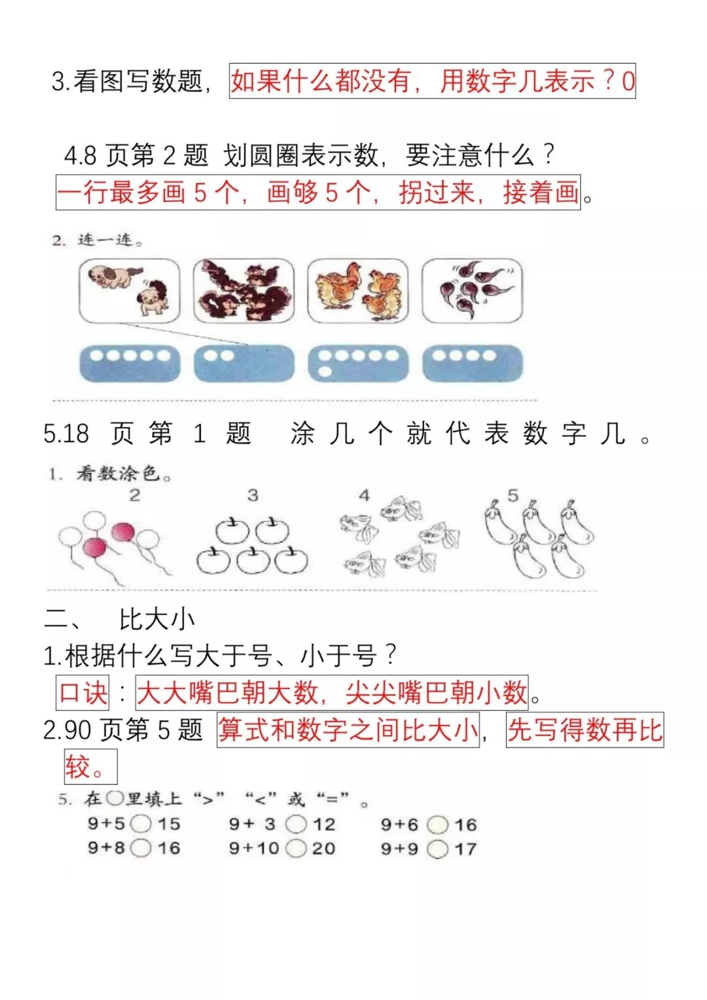 3.看图写数题，如果什么都没有，用数字几表示？0
4.8 页第 2 题 划圆圈表示数，要注意什么？
一行最多画 5 个，画够 5 个，拐过来，接着画。
2. 连一连。
5.18 页第 1 题 涂几个就代表数字几。
1. 看数涂色。
2 3 4 5
二、 比大小
1.根据什么写大于号、小于号？
口诀：大大嘴巴朝大数，尖尖嘴巴朝小数。
2.90 页第 5 题 算式和数字之间比大小，先写得数再比
较。
5. 在○里填上“>”“<”或“=”。
9+5○15 9+3○12 9+6○16
9+8○16 9+10○20 9+9○17